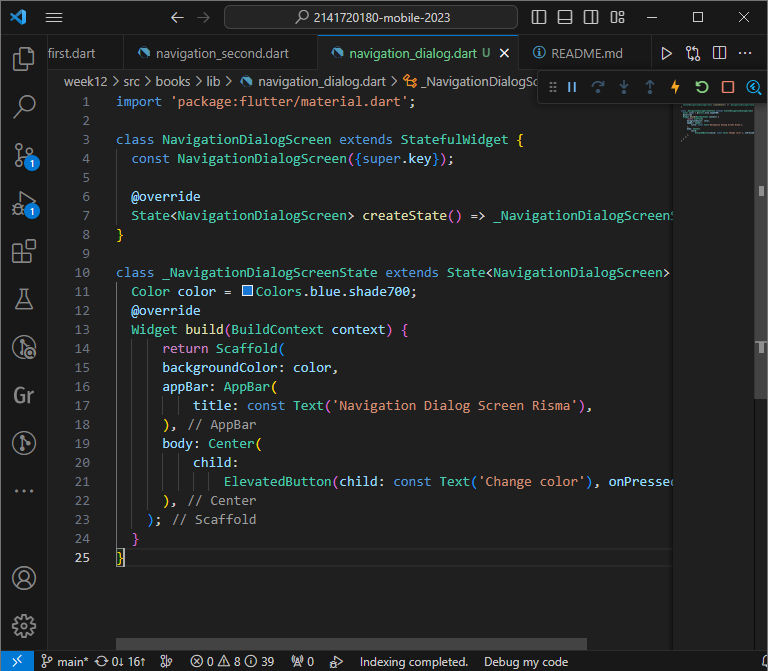 2141720180-mobile-2023
first.dart
navigation_second.dart
navigation_dialog.dart U
README.md
week12 > src > books > lib > navigation_dialog.dart > _NavigationDialogSc
1 import 'package:flutter/material.dart';
2
3 class NavigationDialogScreen extends StatefulWidget {
4 const NavigationDialogScreen({super.key});
5
6 @override
7 State<NavigationDialogScreen> createState() => _NavigationDialogScreenS
8 }
9
10 class _NavigationDialogScreenState extends State<NavigationDialogScreen>
11 Color color = Colors.blue.shade700;
12 @override
13 Widget build(BuildContext context) {
14 return Scaffold(
15 backgroundColor: color,
16 appBar: AppBar(
17 title: const Text('Navigation Dialog Screen Risma'),
18 ), // AppBar
19 body: Center(
20 child:
21 ElevatedButton(child: const Text('Change color'), onPressed
22 ), // Center
23 ); // Scaffold
24 }
25 }
1
1
Gr
main* 0↓ 16↑ 0 8 39 0 Indexing completed. Debug my code